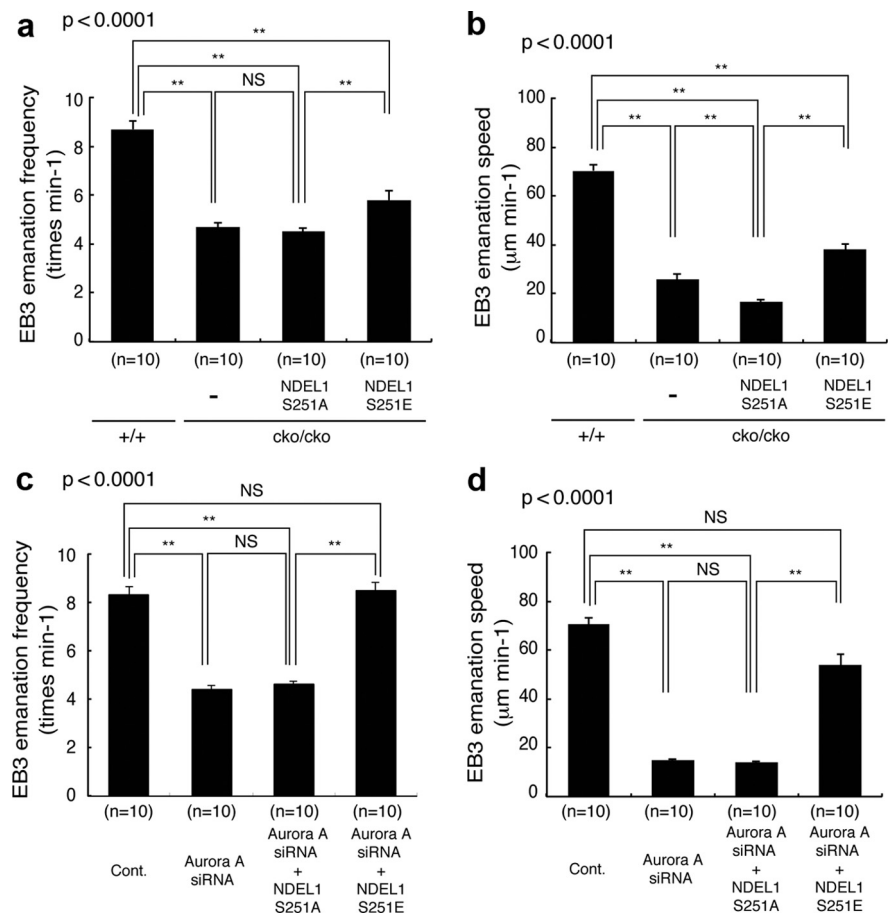 a
p < 0.0001
**
**
** NS **
EB3 emanation frequency
(times min-1)
10
8
6
4
2
0
(n=10) (n=10) (n=10) (n=10)
- NDEL1 S251A NDEL1 S251E
+/+ cko/cko
b
p < 0.0001
**
**
** ** **
EB3 emanation speed
(μm min-1)
100
80
60
40
20
0
(n=10) (n=10) (n=10) (n=10)
- NDEL1 S251A NDEL1 S251E
+/+ cko/cko
c
p < 0.0001
NS
**
** NS **
EB3 emanation frequency
(times min-1)
10
8
6
4
2
0
(n=10) (n=10) (n=10) (n=10)
Cont.
Aurora A
siRNA
Aurora A
siRNA
+
NDEL1
S251A
Aurora A
siRNA
+
NDEL1
S251E
d
p < 0.0001
NS
**
** NS **
EB3 emanation speed
(μm min-1)
100
80
60
40
20
0
(n=10) (n=10) (n=10) (n=10)
Cont.
Aurora A
siRNA
Aurora A
siRNA
+
NDEL1
S251A
Aurora A
siRNA
+
NDEL1
S251E